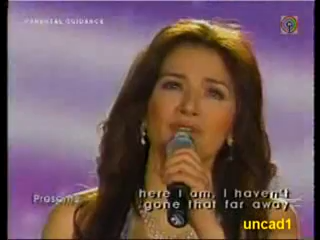 PARENTAL GUIDANCE
here I am, I haven't
gone that far away
uncad1